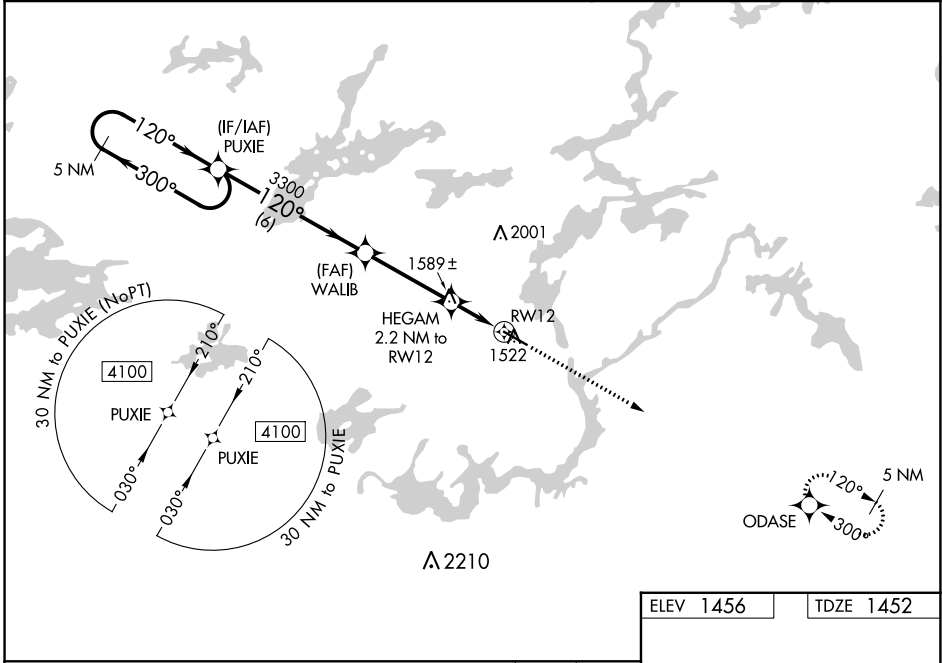 120°
5 NM
300°
(IF/IAF)
PUXIE
3300
120°
(6)
2001
(FAF)
WALIB
1589±
HEGAM
2.2 NM to
RW12
RW12
1522
30 NM to PUXIE (NoPT)
210°
4100
PUXIE
030°
210°
4100
PUXIE
030°
30 NM to PUXIE
2210
120°
5 NM
ODASE
300°
ELEV 1456
TDZE 1452